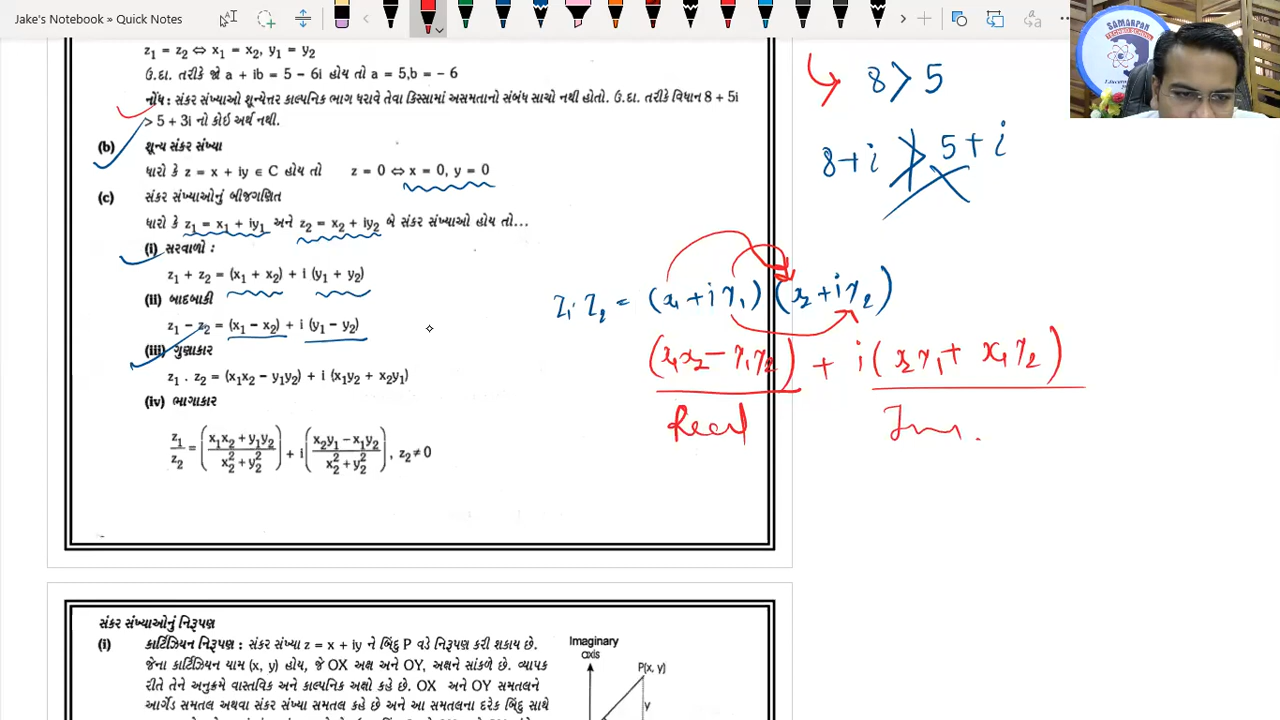 Jake's Notebook » Quick Notes
z₁ = z₂ ⇔ x₁ = x₂, y₁ = y₂
ઉ.દા. તરીકે જો a + ib = 5 – 6i હોય તો a = 5,b = – 6
નોંધ : સંકર સંખ્યાઓ શૂન્યેત્તર કાલ્પનિક ભાગ ધરાવે તેવા કિસ્સામાં અસમતાનો સંબંધ સાચો નથી હોતો. ઉ.દા. તરીકે વિધાન 8 + 5i
> 5 + 3i નો કોઈ અર્થ નથી.
(b) શૂન્ય સંકર સંખ્યા
ધારો કે z = x + iy ∈ C હોય તો z = 0 ⇔ x = 0, y = 0
(c) સંકર સંખ્યાઓનું બીજગણિત
ધારો કે z₁ = x₁ + iy₁ અને z₂ = x₂ + iy₂ બે સંકર સંખ્યાઓ હોય તો...
(i) સરવાળો :
z₁ + z₂ = (x₁ + x₂) + i (y₁ + y₂)
(ii) બાદબાકી
z₁ – z₂ = (x₁ – x₂) + i (y₁ – y₂)
(iii) ગુણાકાર
z₁ . z₂ = (x₁x₂ – y₁y₂) + i (x₁y₂ + x₂y₁)
(iv) ભાગાકાર
z₁/z₂ = ((x₁x₂ + y₁y₂)/(x₂² + y₂²)) + i ((x₂y₁ – x₁y₂)/(x₂² + y₂²)), z₂ ≠ 0
8 > 5
8 + i > 5 + i
Z₁ Z₂ = (x₁ + i y₁) (x₂ + i y₂)
(x₁x₂ – y₁y₂) + i (x₂y₁ + x₁y₂)
Real Im.
SAMARPAN
સંકર સંખ્યાઓનું નિરૂપણ
(i) કાર્ટિઝિયન નિરૂપણ : સંકર સંખ્યા z = x + iy ને બિંદુ P વડે નિરૂપણ કરી શકાય છે.
જેના કાર્ટિઝિયન યામ (x, y) હોય, જે OX અક્ષ અને OY, અક્ષને સાંકળે છે. વ્યાપક
રીતે તેને અનુક્રમે વાસ્તવિક અને કાલ્પનિક અક્ષો કહે છે. OX અને OY સમતલને
આર્ગેંડ સમતલ અથવા સંકર સંખ્યા સમતલ કહે છે અને આ સમતલના દરેક બિંદુ સાથે
Imaginary
axis
P(x, y)
y